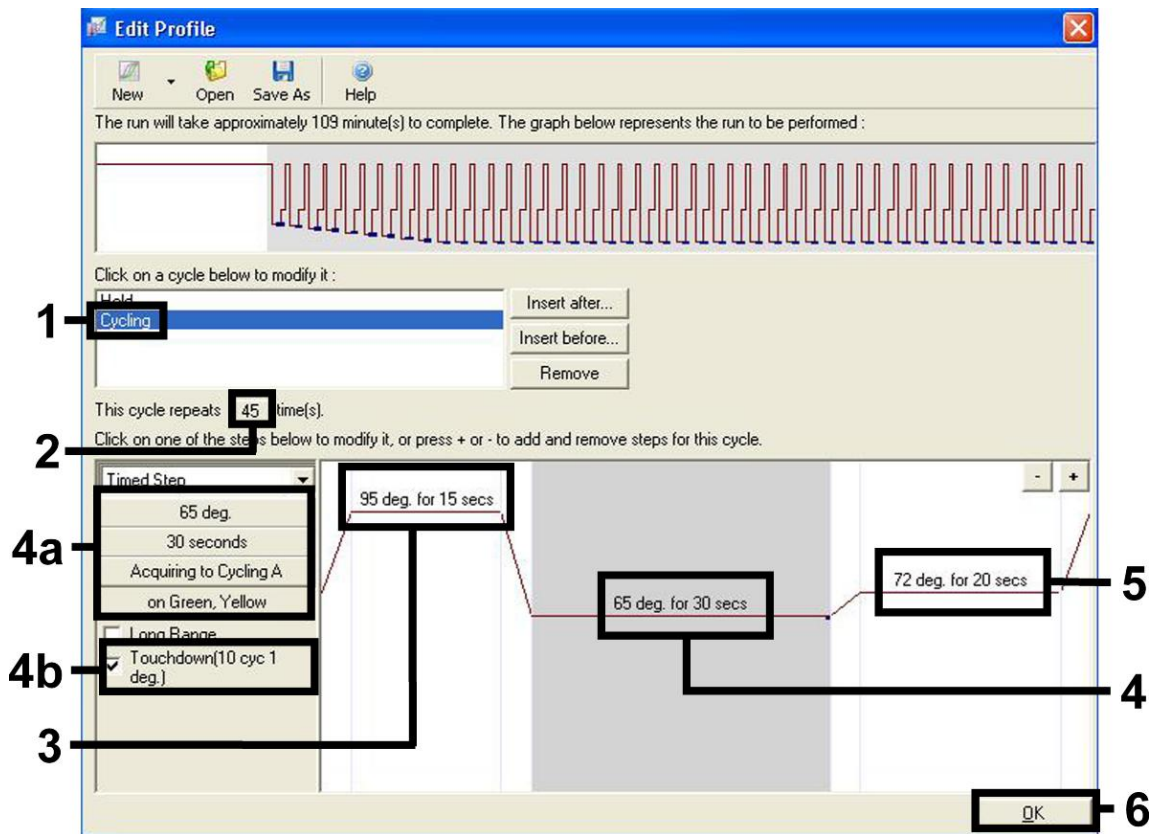 Edit Profile
New
Open
Save As
Help
The run will take approximately 109 minute(s) to complete. The graph below represents the run to be performed :
Click on a cycle below to modify it :
Hold
1
Cycling
Insert after...
Insert before...
Remove
This cycle repeats 45 time(s).
2
Click on one of the steps below to modify it, or press + or - to add and remove steps for this cycle.
Timed Step
- +
95 deg. for 15 secs
65 deg.
30 seconds
4a
Acquiring to Cycling A
on Green, Yellow
72 deg. for 20 secs
5
65 deg. for 30 secs
Long Range
4b
Touchdown(10 cyc 1
deg.)
4
3
OK
6